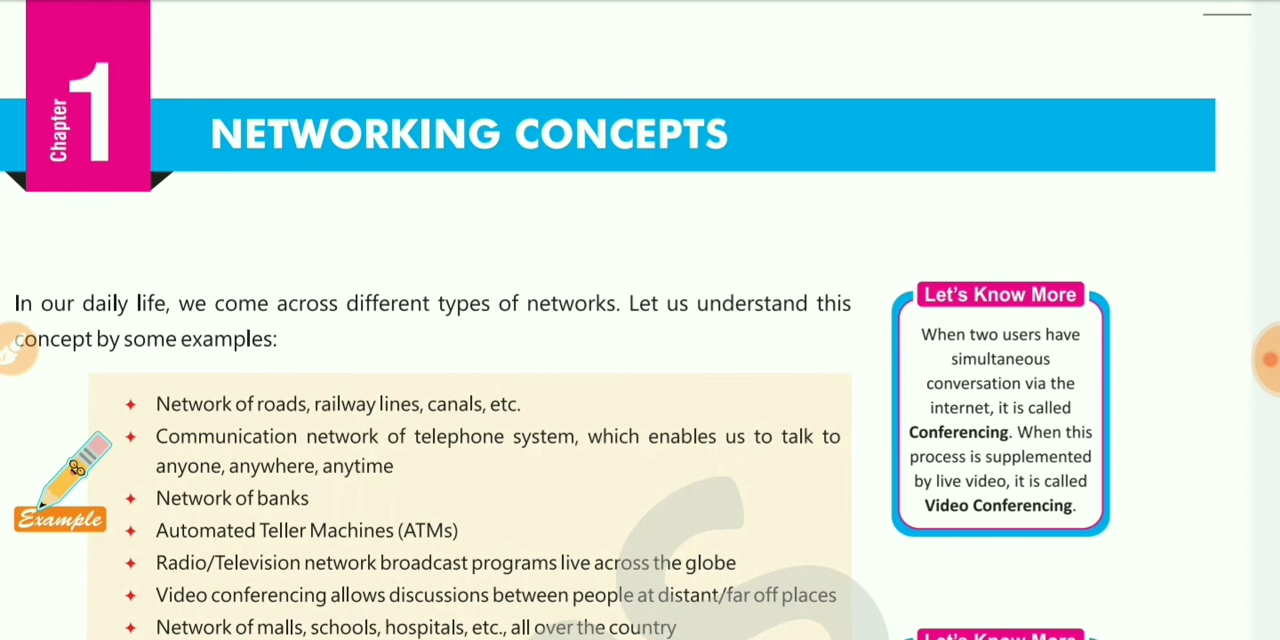 Chapter
1
NETWORKING CONCEPTS
In our daily life, we come across different types of networks. Let us understand this
concept by some examples:
Example
Network of roads, railway lines, canals, etc.
Communication network of telephone system, which enables us to talk to
anyone, anywhere, anytime
Network of banks
Automated Teller Machines (ATMs)
Radio/Television network broadcast programs live across the globe
Video conferencing allows discussions between people at distant/far off places
Network of malls, schools, hospitals, etc., all over the country
Let's Know More
When two users have
simultaneous
conversation via the
internet, it is called
Conferencing. When this
process is supplemented
by live video, it is called
Video Conferencing.
Let's Know More